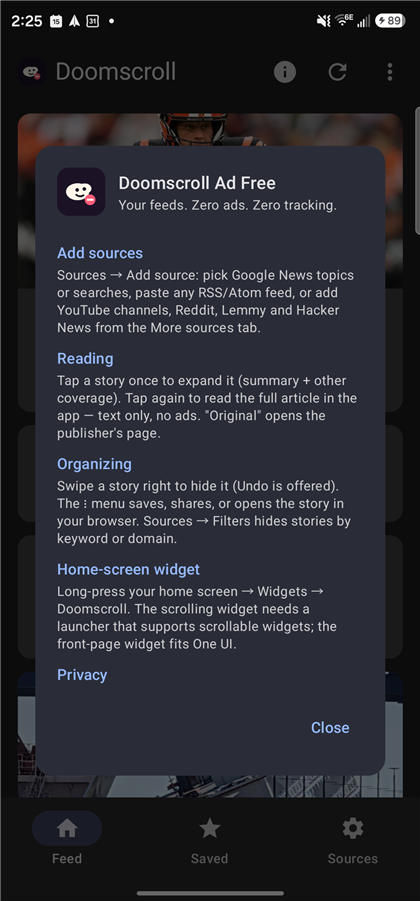 2:25
15
31
6E
89
Doomscroll
Doomscroll Ad Free
Your feeds. Zero ads. Zero tracking.
Add sources
Sources → Add source: pick Google News topics
or searches, paste any RSS/Atom feed, or add
YouTube channels, Reddit, Lemmy and Hacker
News from the More sources tab.
Reading
Tap a story once to expand it (summary + other
coverage). Tap again to read the full article in the
app — text only, no ads. "Original" opens the
publisher's page.
Organizing
Swipe a story right to hide it (Undo is offered).
The ⋮ menu saves, shares, or opens the story in
your browser. Sources → Filters hides stories by
keyword or domain.
Home-screen widget
Long-press your home screen → Widgets →
Doomscroll. The scrolling widget needs a
launcher that supports scrollable widgets; the
front-page widget fits One UI.
Privacy
Close
Feed
Saved
Sources